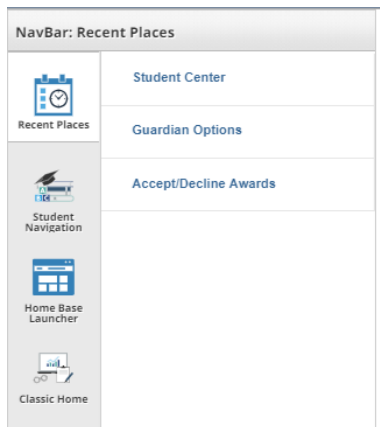 NavBar: Recent Places
Recent Places
Student Center
Guardian Options
Accept/Decline Awards
Student
Navigation
Home Base
Launcher
Classic Home